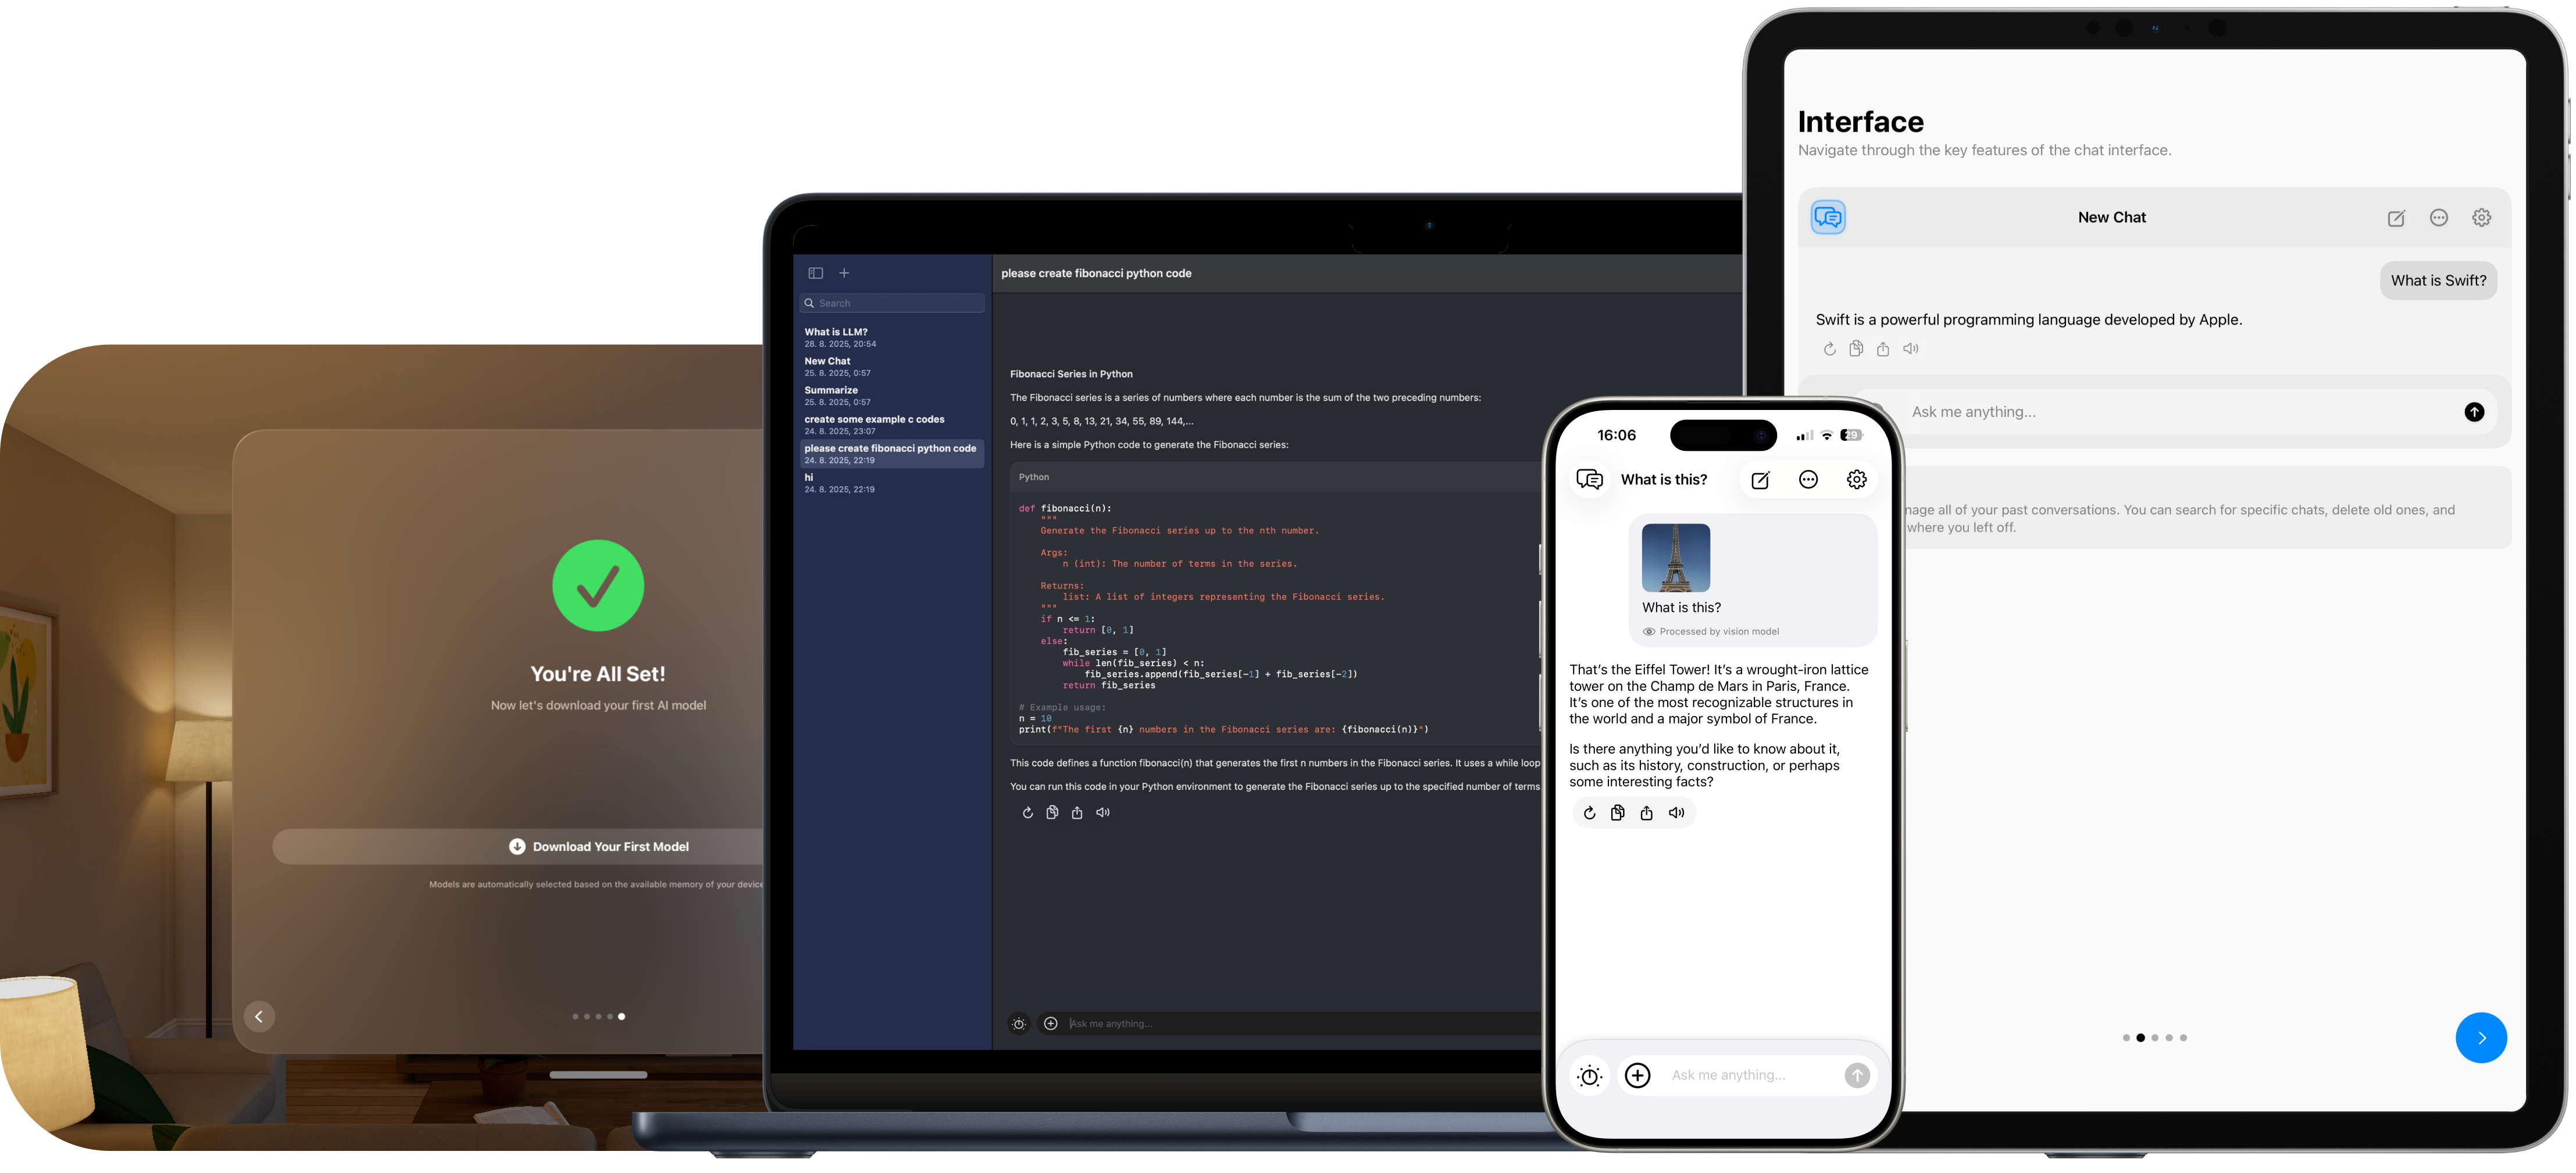 You're All Set!
Now let's download your first AI model
Download Your First Model
Models are automatically selected based on the available memory of your device
Search
What is LLM?
28. 8. 2025, 20:54
New Chat
25. 8. 2025, 0:57
Summarize
25. 8. 2025, 0:57
create some example c codes
24. 8. 2025, 23:07
please create fibonacci python code
24. 8. 2025, 22:19
hi
24. 8. 2025, 22:19
please create fibonacci python code
Fibonacci Series in Python
The Fibonacci series is a series of numbers where each number is the sum of the two preceding numbers:
0, 1, 1, 2, 3, 5, 8, 13, 21, 34, 55, 89, 144,...
Here is a simple Python code to generate the Fibonacci series:
Python
def fibonacci(n):
"""
Generate the Fibonacci series up to the nth number.
Args:
n (int): The number of terms in the series.
Returns:
list: A list of integers representing the Fibonacci series.
"""
if n <= 1:
return [0, 1]
else:
fib_series = [0, 1]
while len(fib_series) < n:
fib_series.append(fib_series[-1] + fib_series[-2])
return fib_series
# Example usage:
n = 10
print(f"The first {n} numbers in the Fibonacci series are: {fibonacci(n)}")
This code defines a function fibonacci(n) that generates the first n numbers in the Fibonacci series. It uses a while loop
You can run this code in your Python environment to generate the Fibonacci series up to the specified number of terms
Ask me anything...
16:06
29
What is this?
What is this?
Processed by vision model
That's the Eiffel Tower! It's a wrought-iron lattice
tower on the Champ de Mars in Paris, France.
It's one of the most recognizable structures in
the world and a major symbol of France.
Is there anything you'd like to know about it,
such as its history, construction, or perhaps
some interesting facts?
Ask me anything...
Interface
Navigate through the key features of the chat interface.
New Chat
What is Swift?
Swift is a powerful programming language developed by Apple.
Ask me anything...
nage all of your past conversations. You can search for specific chats, delete old ones, and
where you left off.